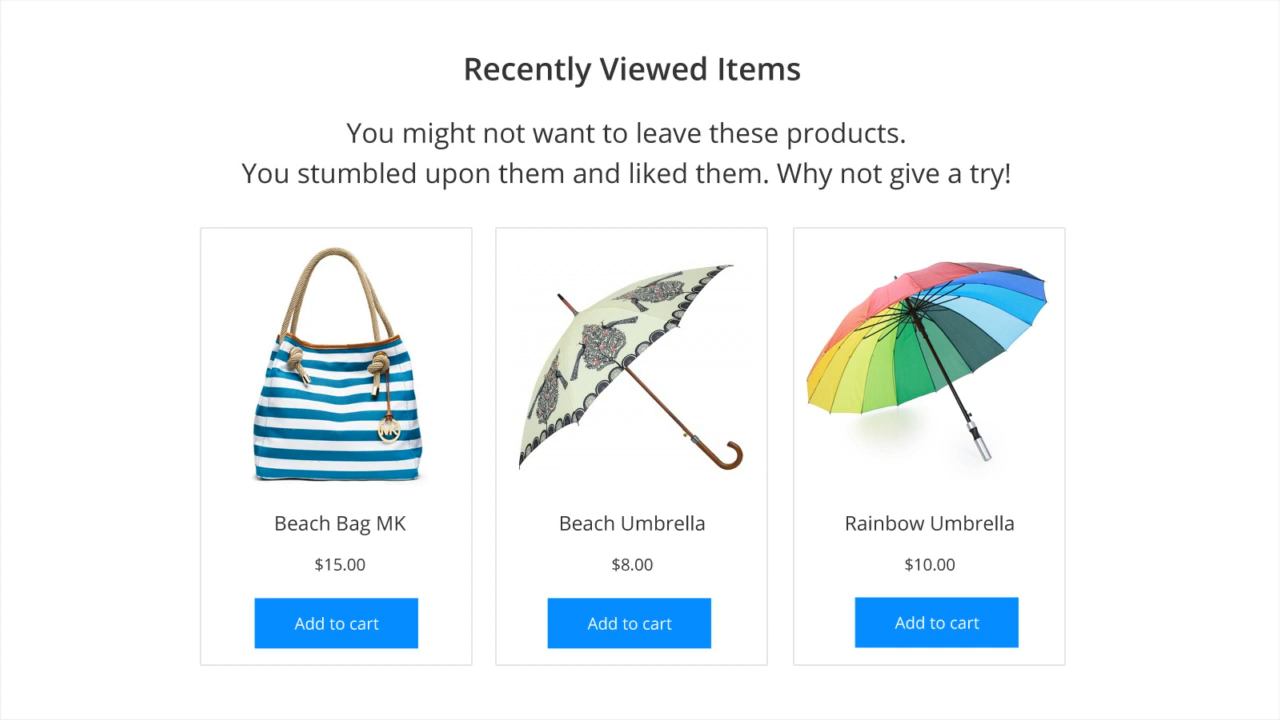 Recently Viewed Items
You might not want to leave these products.
You stumbled upon them and liked them. Why not give a try!
MK
Beach Bag MK
Beach Umbrella
Rainbow Umbrella
$15.00
$8.00
$10.00
Add to cart
Add to cart
Add to cart